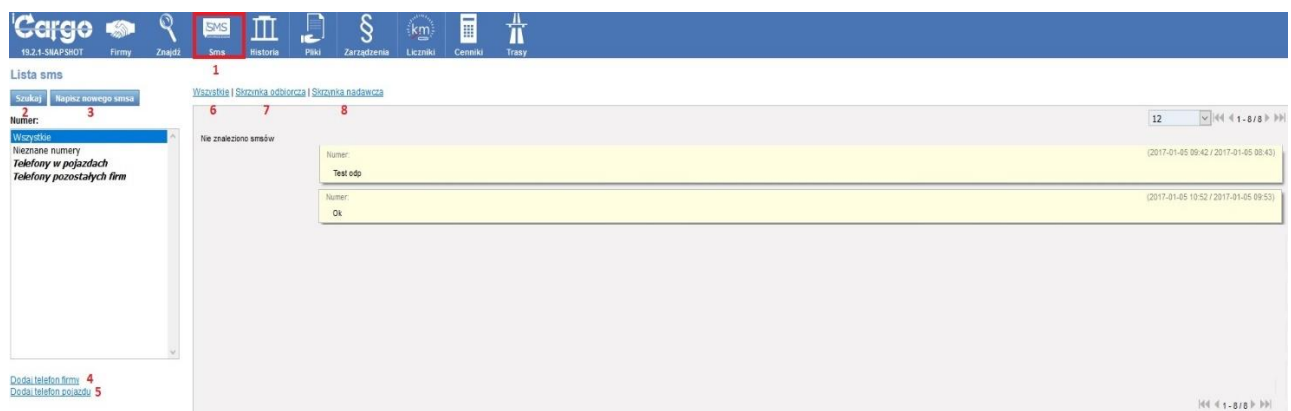 iCargo
19.2.1-SNAPSHOT Firmy Znajdź Sms Historia Pliki Zarządzenia Liczniki Cenniki Trasy
SMS § km
1
Lista sms
Szukaj Napisz nowego smsa
2 3
Wszystkie | Skrzynka odbiorcza | Skrzynka nadawcza
6 7 8
Numer:
12 1 - 8 / 8
Wszystkie
Nieznane numery
Telefony w pojazdach
Telefony pozostałych firm
Nie znaleziono smsów
Numer: (2017-01-05 09:42 / 2017-01-05 08:43)
Test odp
Numer: (2017-01-05 10:52 / 2017-01-05 09:53)
Ok
Dodaj telefon firmy 4
Dodaj telefon pojazdu 5
1 - 8 / 8